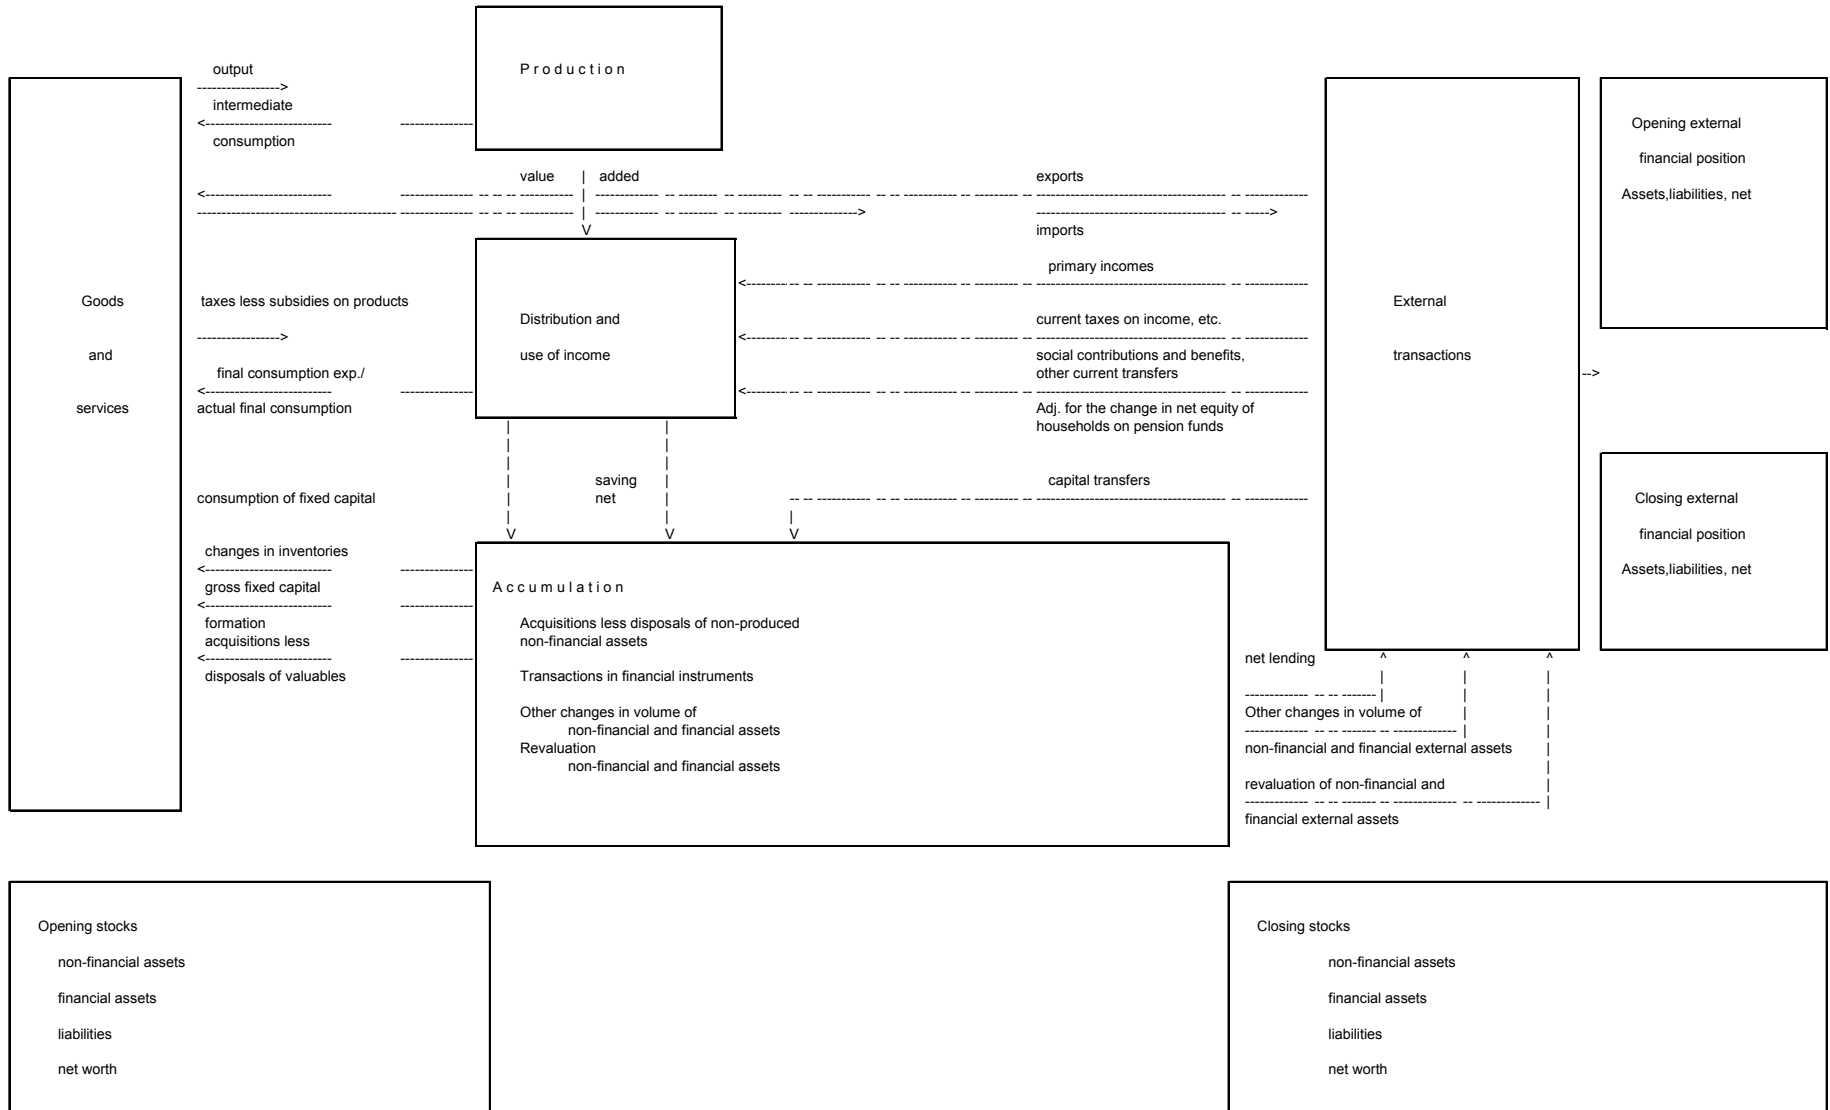 output
P r o d u c t i o n
intermediate
consumption
Opening external
financial position
Assets,liabilities, net
value | added
exports
imports
primary incomes
Goods
and
services
taxes less subsidies on products
final consumption exp./
actual final consumption
Distribution and
use of income
current taxes on income, etc.
social contributions and benefits,
other current transfers
Adj. for the change in net equity of
households on pension funds
External
transactions
consumption of fixed capital
saving
net
capital transfers
Closing external
financial position
Assets,liabilities, net
changes in inventories
gross fixed capital
formation
acquisitions less
disposals of valuables
A c c u m u l a t i o n
Acquisitions less disposals of non-produced
non-financial assets
Transactions in financial instruments
Other changes in volume of
non-financial and financial assets
Revaluation
non-financial and financial assets
net lending
Other changes in volume of
non-financial and financial external assets
revaluation of non-financial and
financial external assets
Opening stocks
non-financial assets
financial assets
liabilities
net worth
Closing stocks
non-financial assets
financial assets
liabilities
net worth